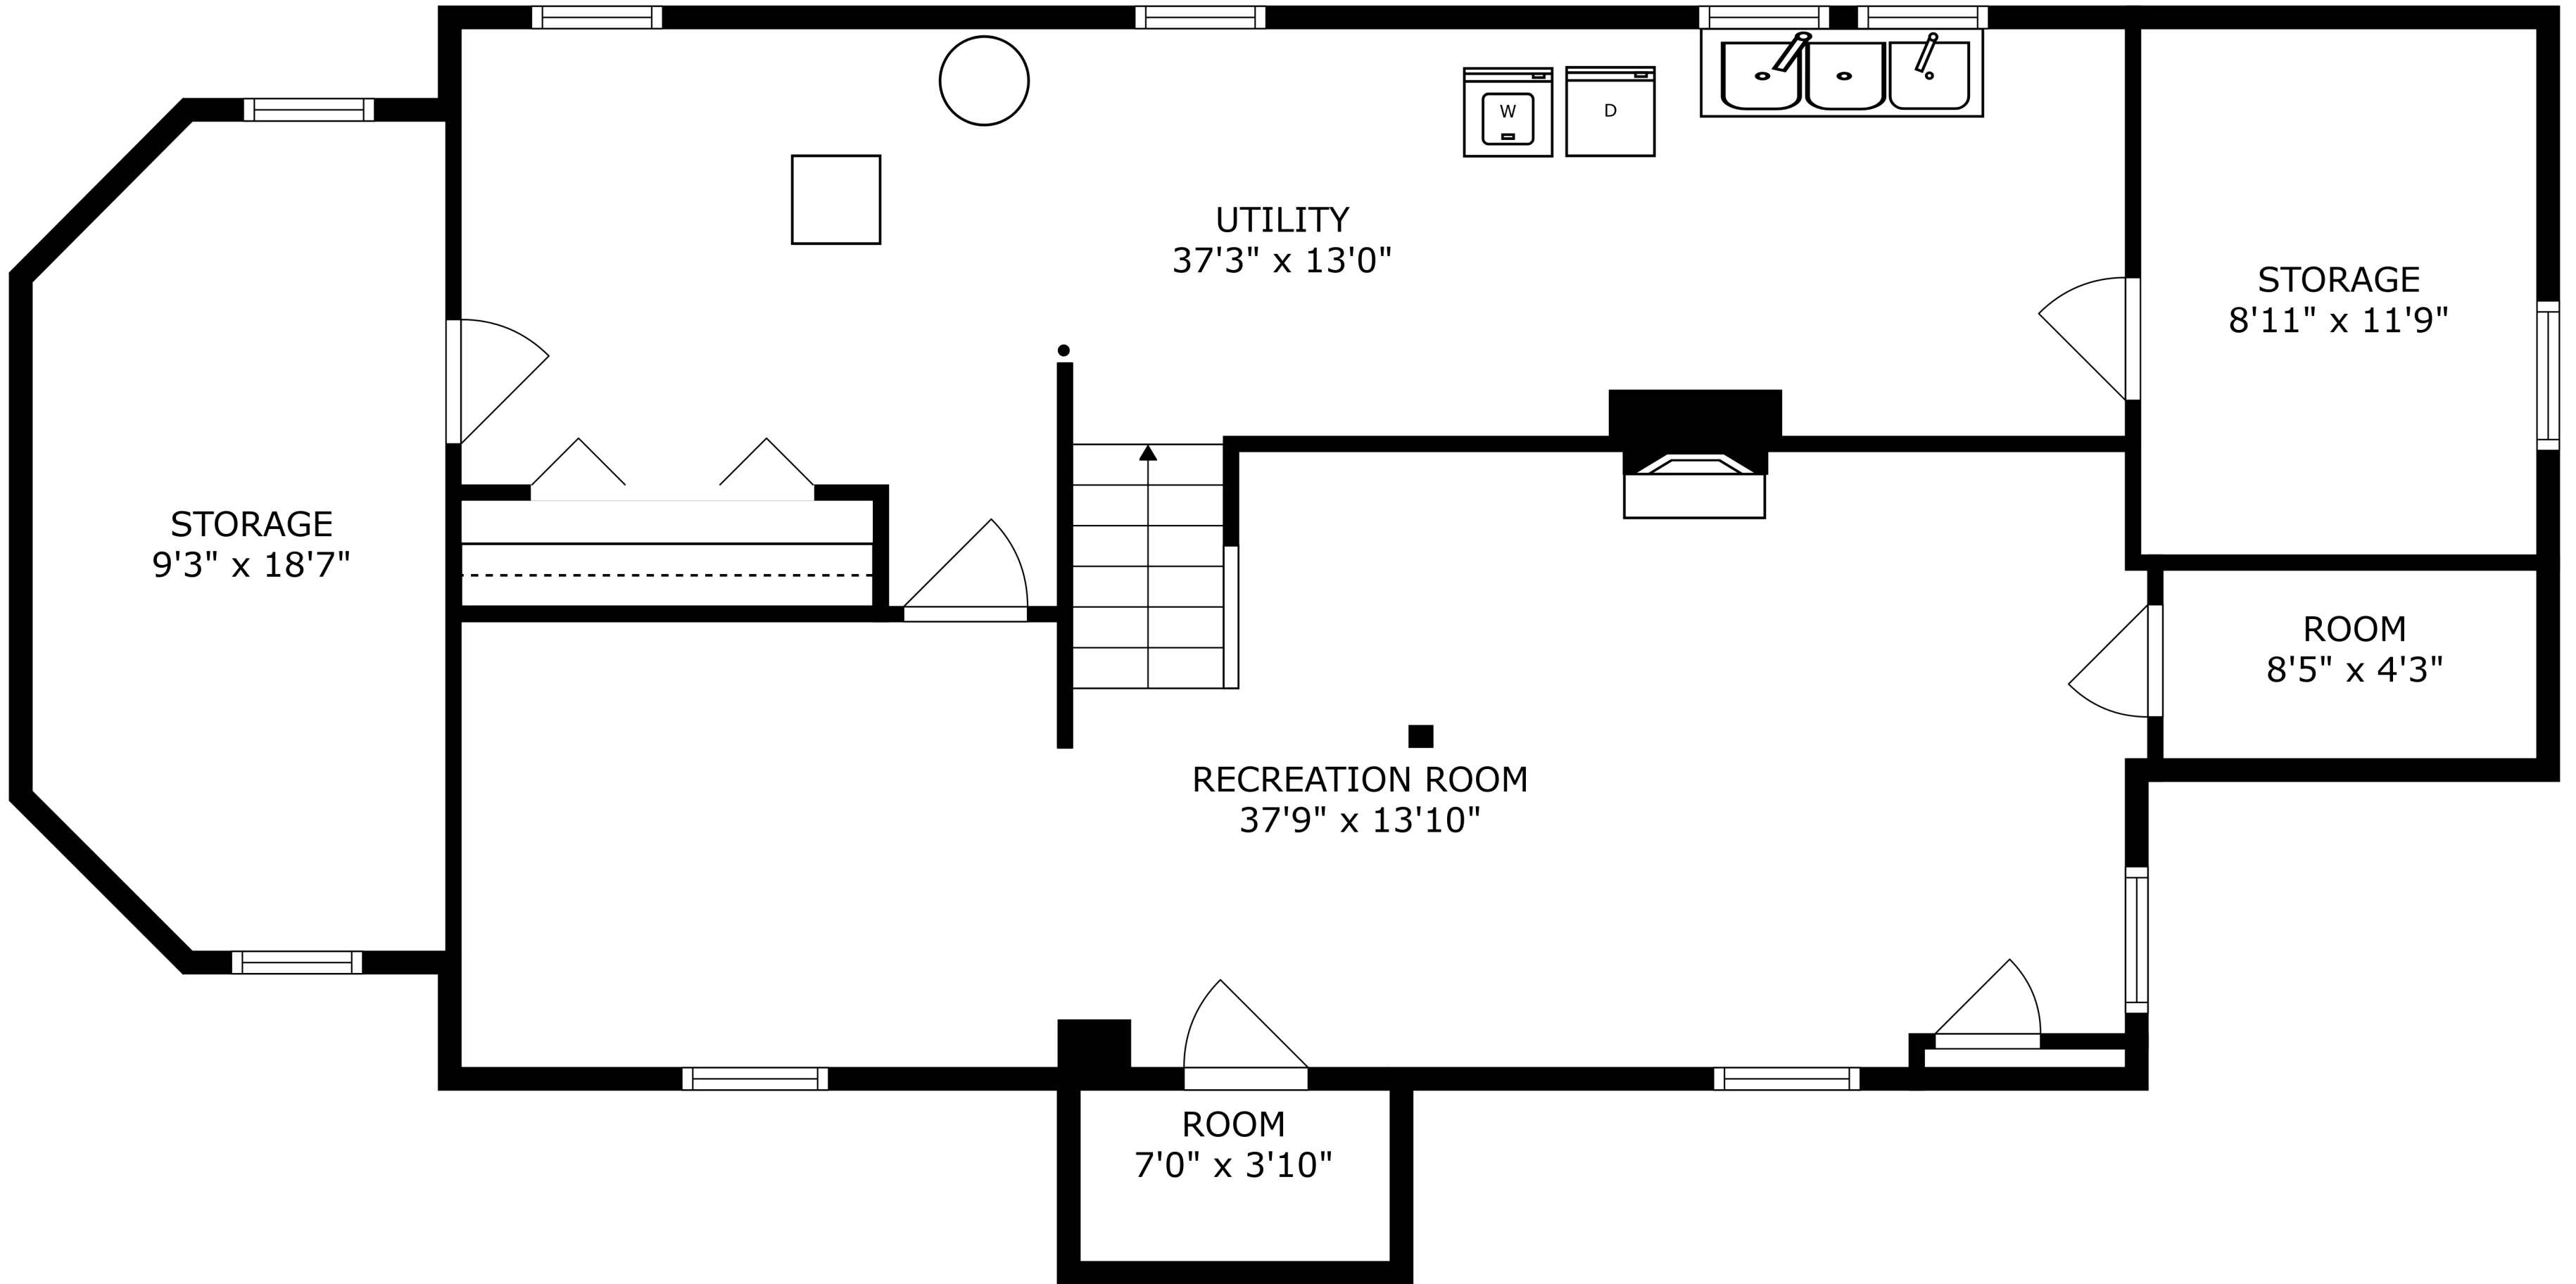 W
D
UTILITY
37'3" x 13'0"
STORAGE
8'11" x 11'9"
STORAGE
9'3" x 18'7"
ROOM
8'5" x 4'3"
RECREATION ROOM
37'9" x 13'10"
ROOM
7'0" x 3'10"